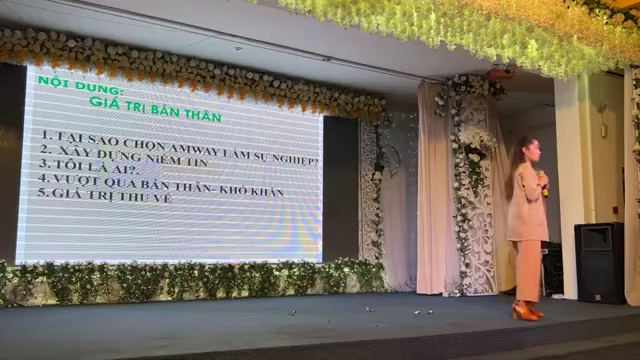 NỘI DUNG:
GIÁ TRỊ BẢN THÂN
1. TẠI SAO CHỌN AMWAY LÀM SỰ NGHIỆP?
2. XÂY DỰNG NIỀM TIN
3. TÔI LÀ AI?.
4. VƯỢT QUA BẢN THÂN- KHÓ KHĂN
5. GIÁ TRỊ THU VỀ